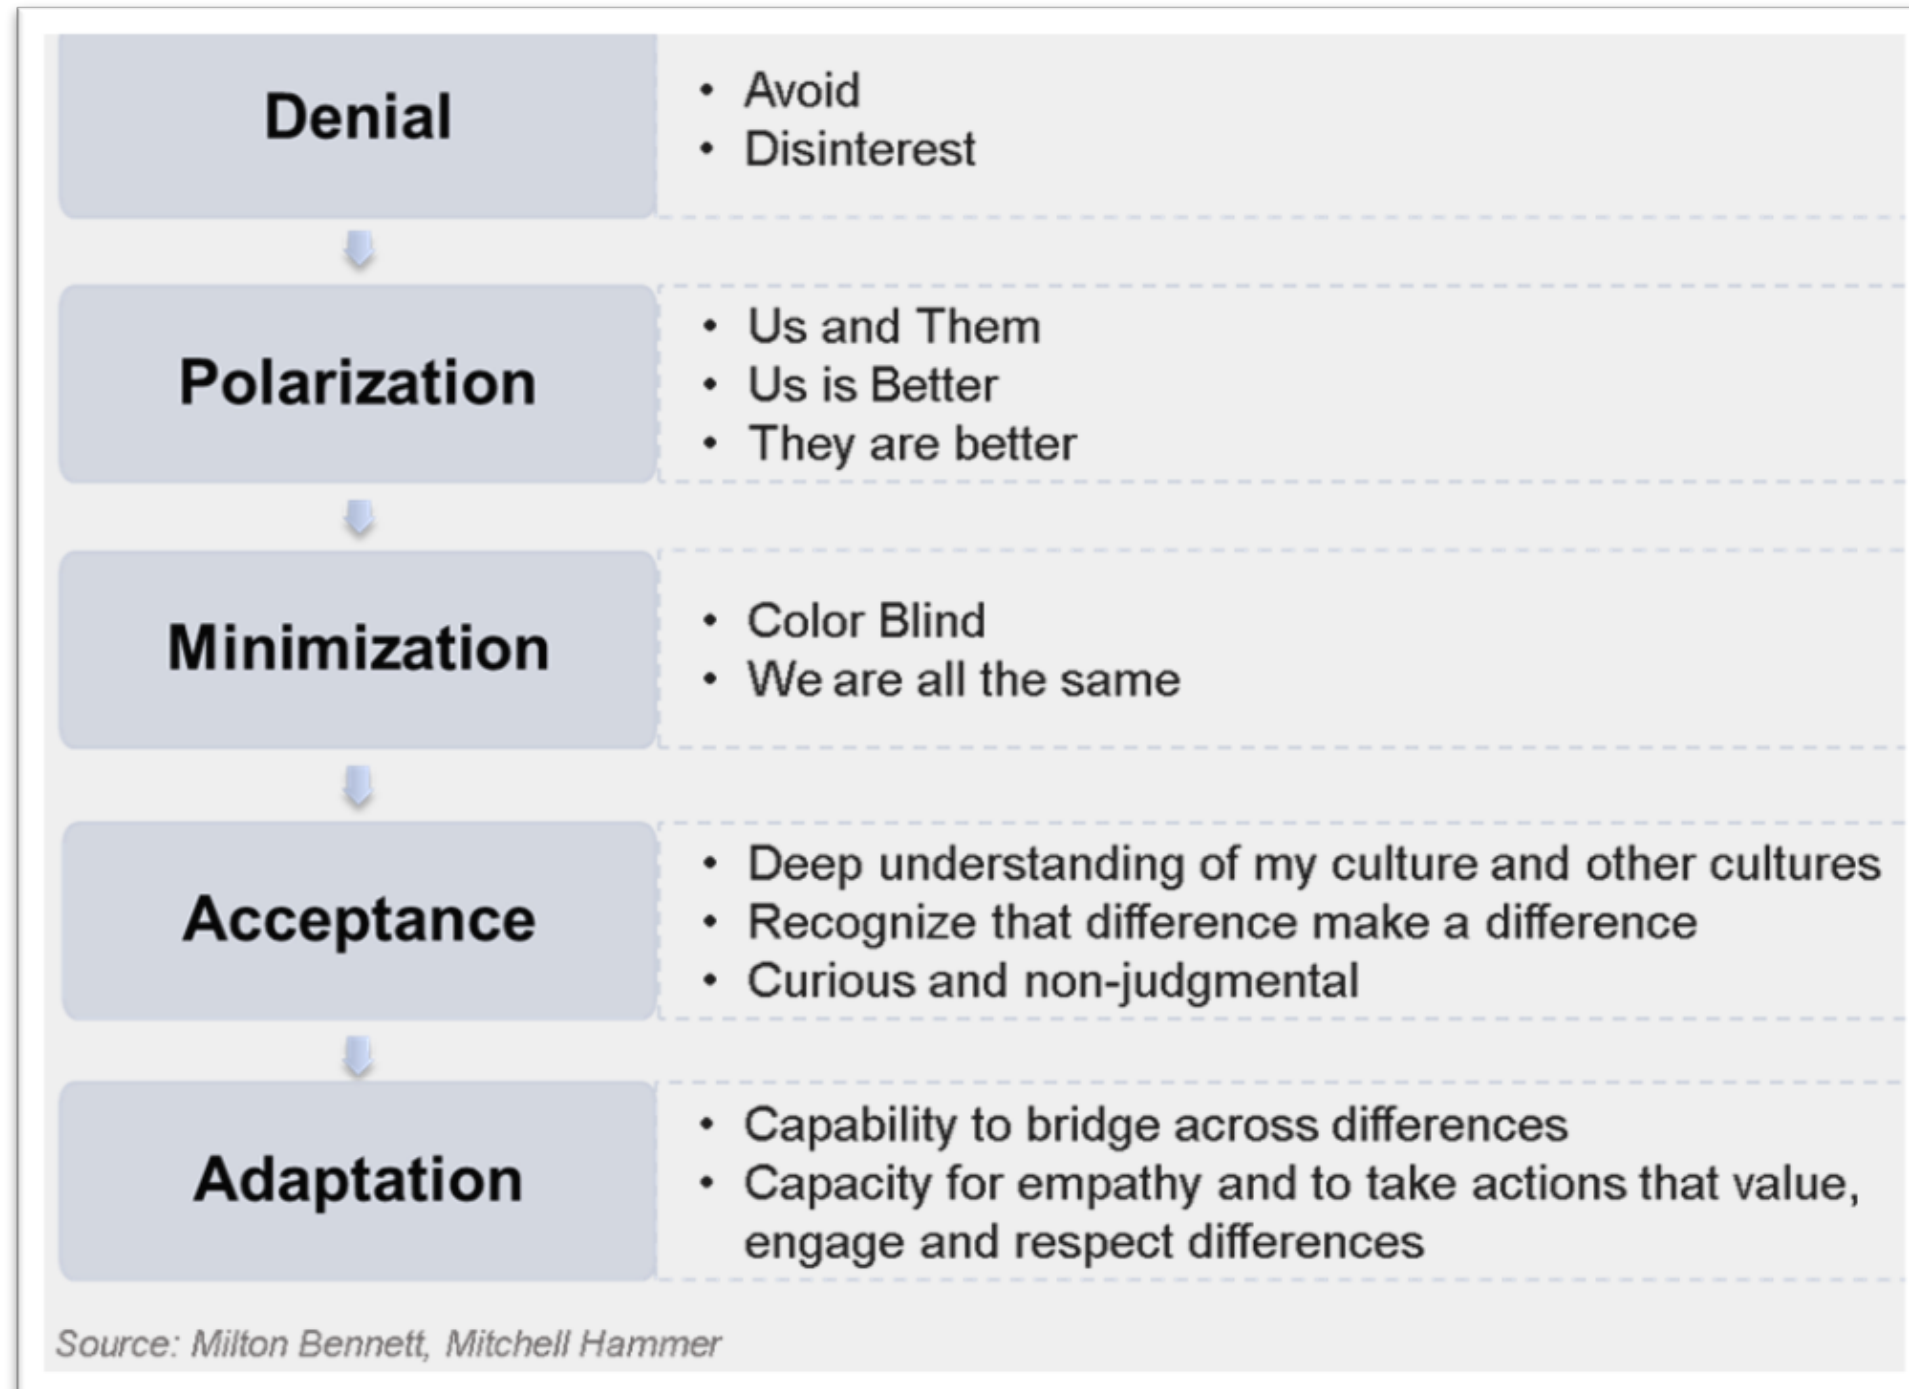 Denial
• Avoid
• Disinterest
Polarization
• Us and Them
• Us is Better
• They are better
Minimization
• Color Blind
• We are all the same
Acceptance
• Deep understanding of my culture and other cultures
• Recognize that difference make a difference
• Curious and non-judgmental
Adaptation
• Capability to bridge across differences
• Capacity for empathy and to take actions that value,
engage and respect differences
Source: Milton Bennett, Mitchell Hammer